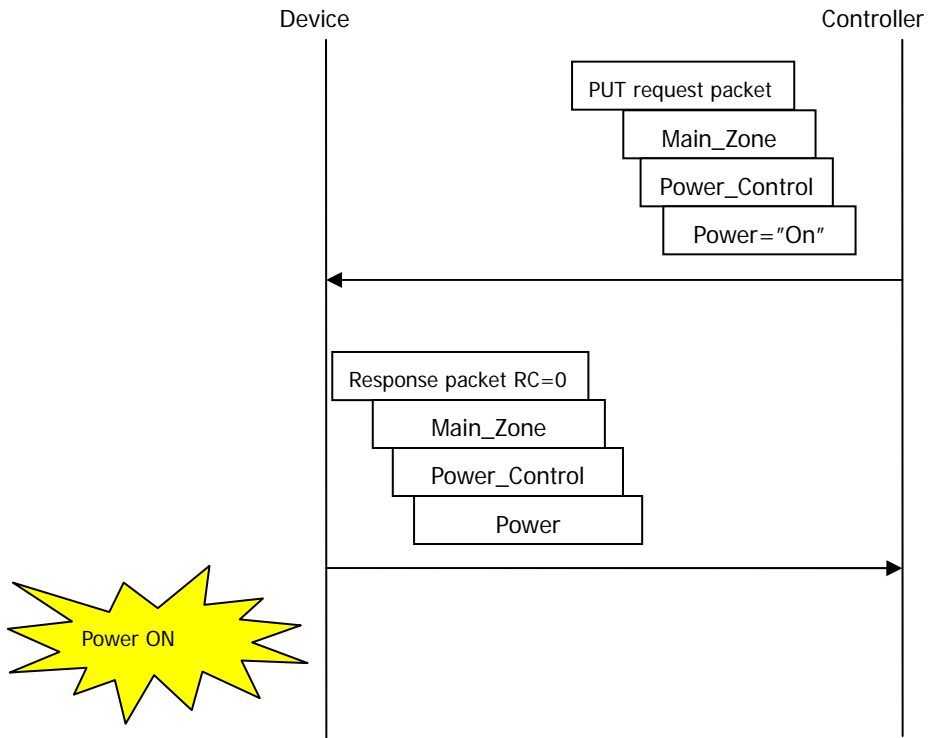 Device
Controller
PUT request packet
Main_Zone
Power_Control
Power="On"
Response packet RC=0
Main_Zone
Power_Control
Power
Power ON